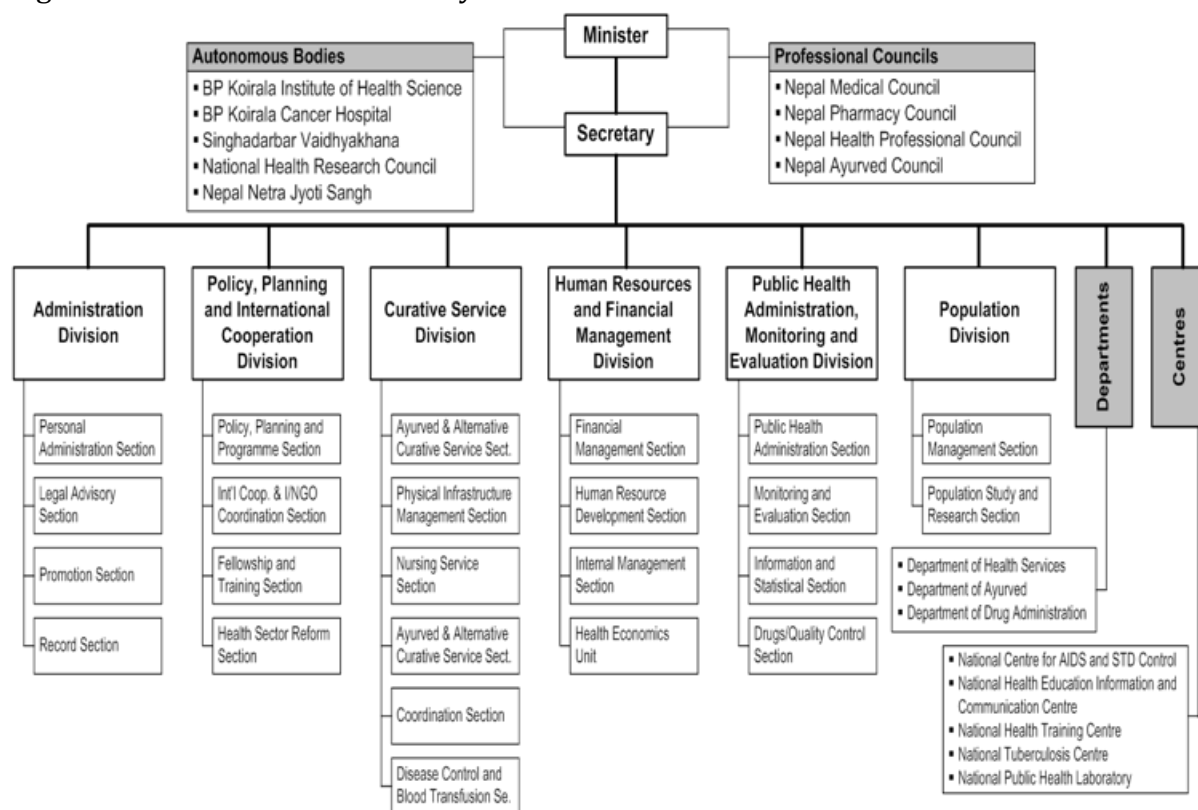 Minister
Secretary
Autonomous Bodies
▪ BP Koirala Institute of Health Science
▪ BP Koirala Cancer Hospital
▪ Singhadarbar Vaidhyakhana
▪ National Health Research Council
▪ Nepal Netra Jyoti Sangh
Professional Councils
▪ Nepal Medical Council
▪ Nepal Pharmacy Council
▪ Nepal Health Professional Council
▪ Nepal Ayurved Council
Administration
Division
Personal
Administration Section
Legal Advisory
Section
Promotion Section
Record Section
Policy, Planning
and International
Cooperation
Division
Policy, Planning and
Programme Section
Int'l Coop. & I/NGO
Coordination Section
Fellowship and
Training Section
Health Sector Reform
Section
Curative Service
Division
Ayurved & Alternative
Curative Service Sect.
Physical Infrastructure
Management Section
Nursing Service
Section
Ayurved & Alternative
Curative Service Sect.
Coordination Section
Disease Control and
Blood Transfusion Se.
Human Resources
and Financial
Management
Division
Financial
Management Section
Human Resource
Development Section
Internal Management
Section
Health Economics
Unit
Public Health
Administration,
Monitoring and
Evaluation Division
Public Health
Administration Section
Monitoring and
Evaluation Section
Information and
Statistical Section
Drugs/Quality Control
Section
Population
Division
Population
Management Section
Population Study and
Research Section
Departments
▪ Department of Health Services
▪ Department of Ayurved
▪ Department of Drug Administration
Centres
▪ National Centre for AIDS and STD Control
▪ National Health Education Information and
Communication Centre
▪ National Health Training Centre
▪ National Tuberculosis Centre
▪ National Public Health Laboratory